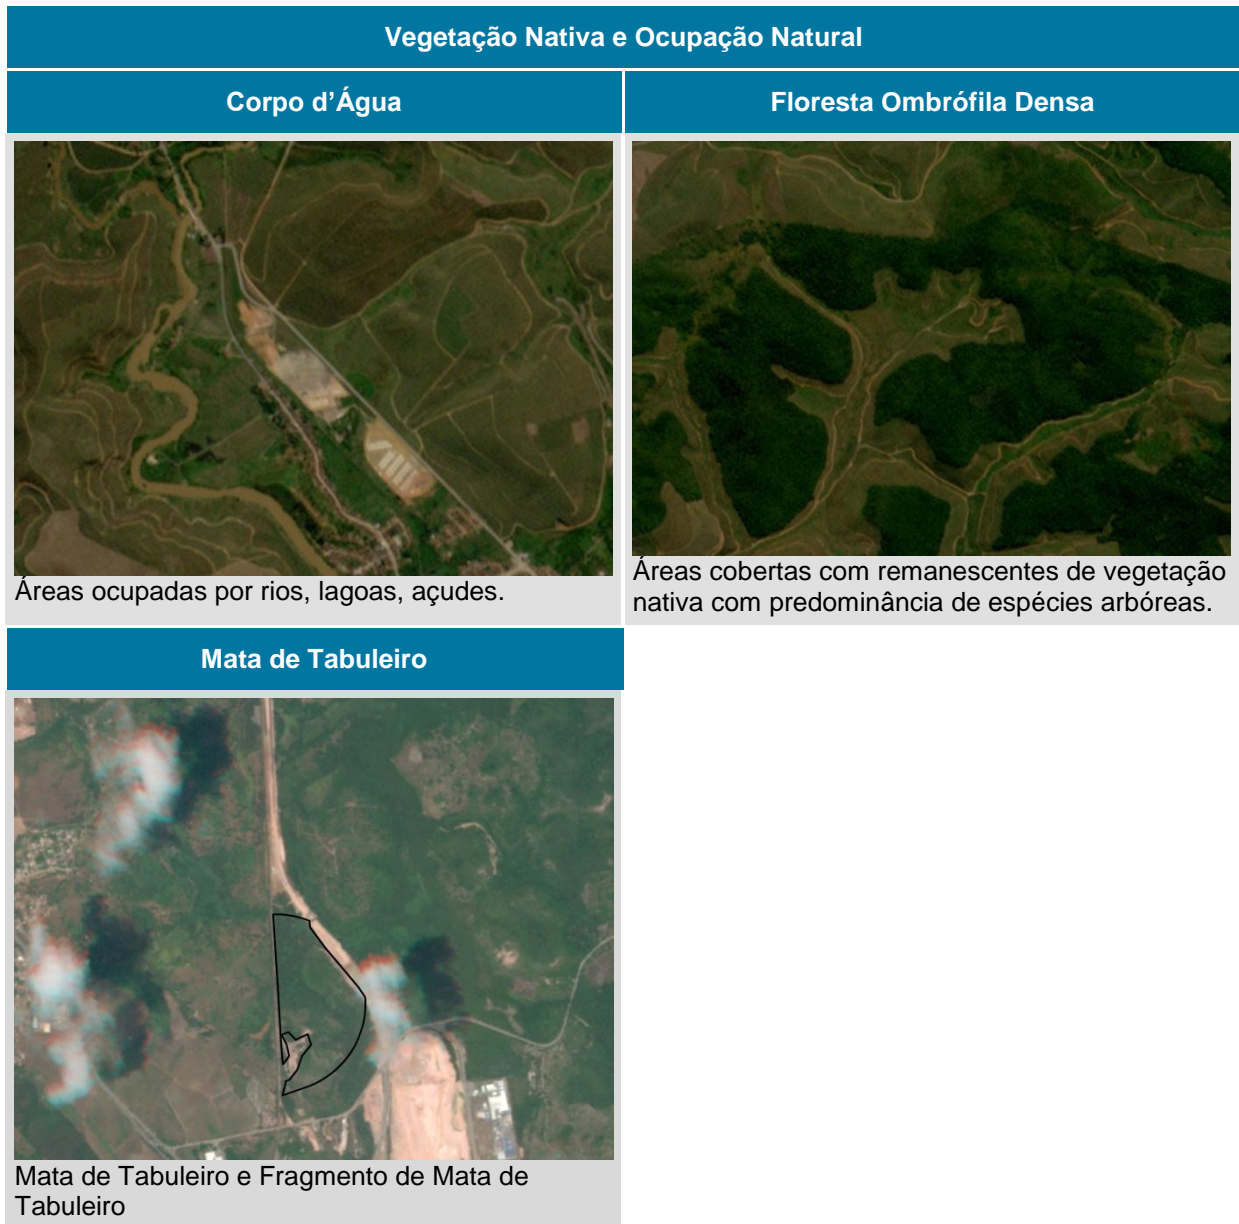 Vegetação Nativa e Ocupação Natural
Corpo d’Água
Floresta Ombrófila Densa
Áreas ocupadas por rios, lagoas, açudes.
Áreas cobertas com remanescentes de vegetação
nativa com predominância de espécies arbóreas.
Mata de Tabuleiro
Mata de Tabuleiro e Fragmento de Mata de
Tabuleiro